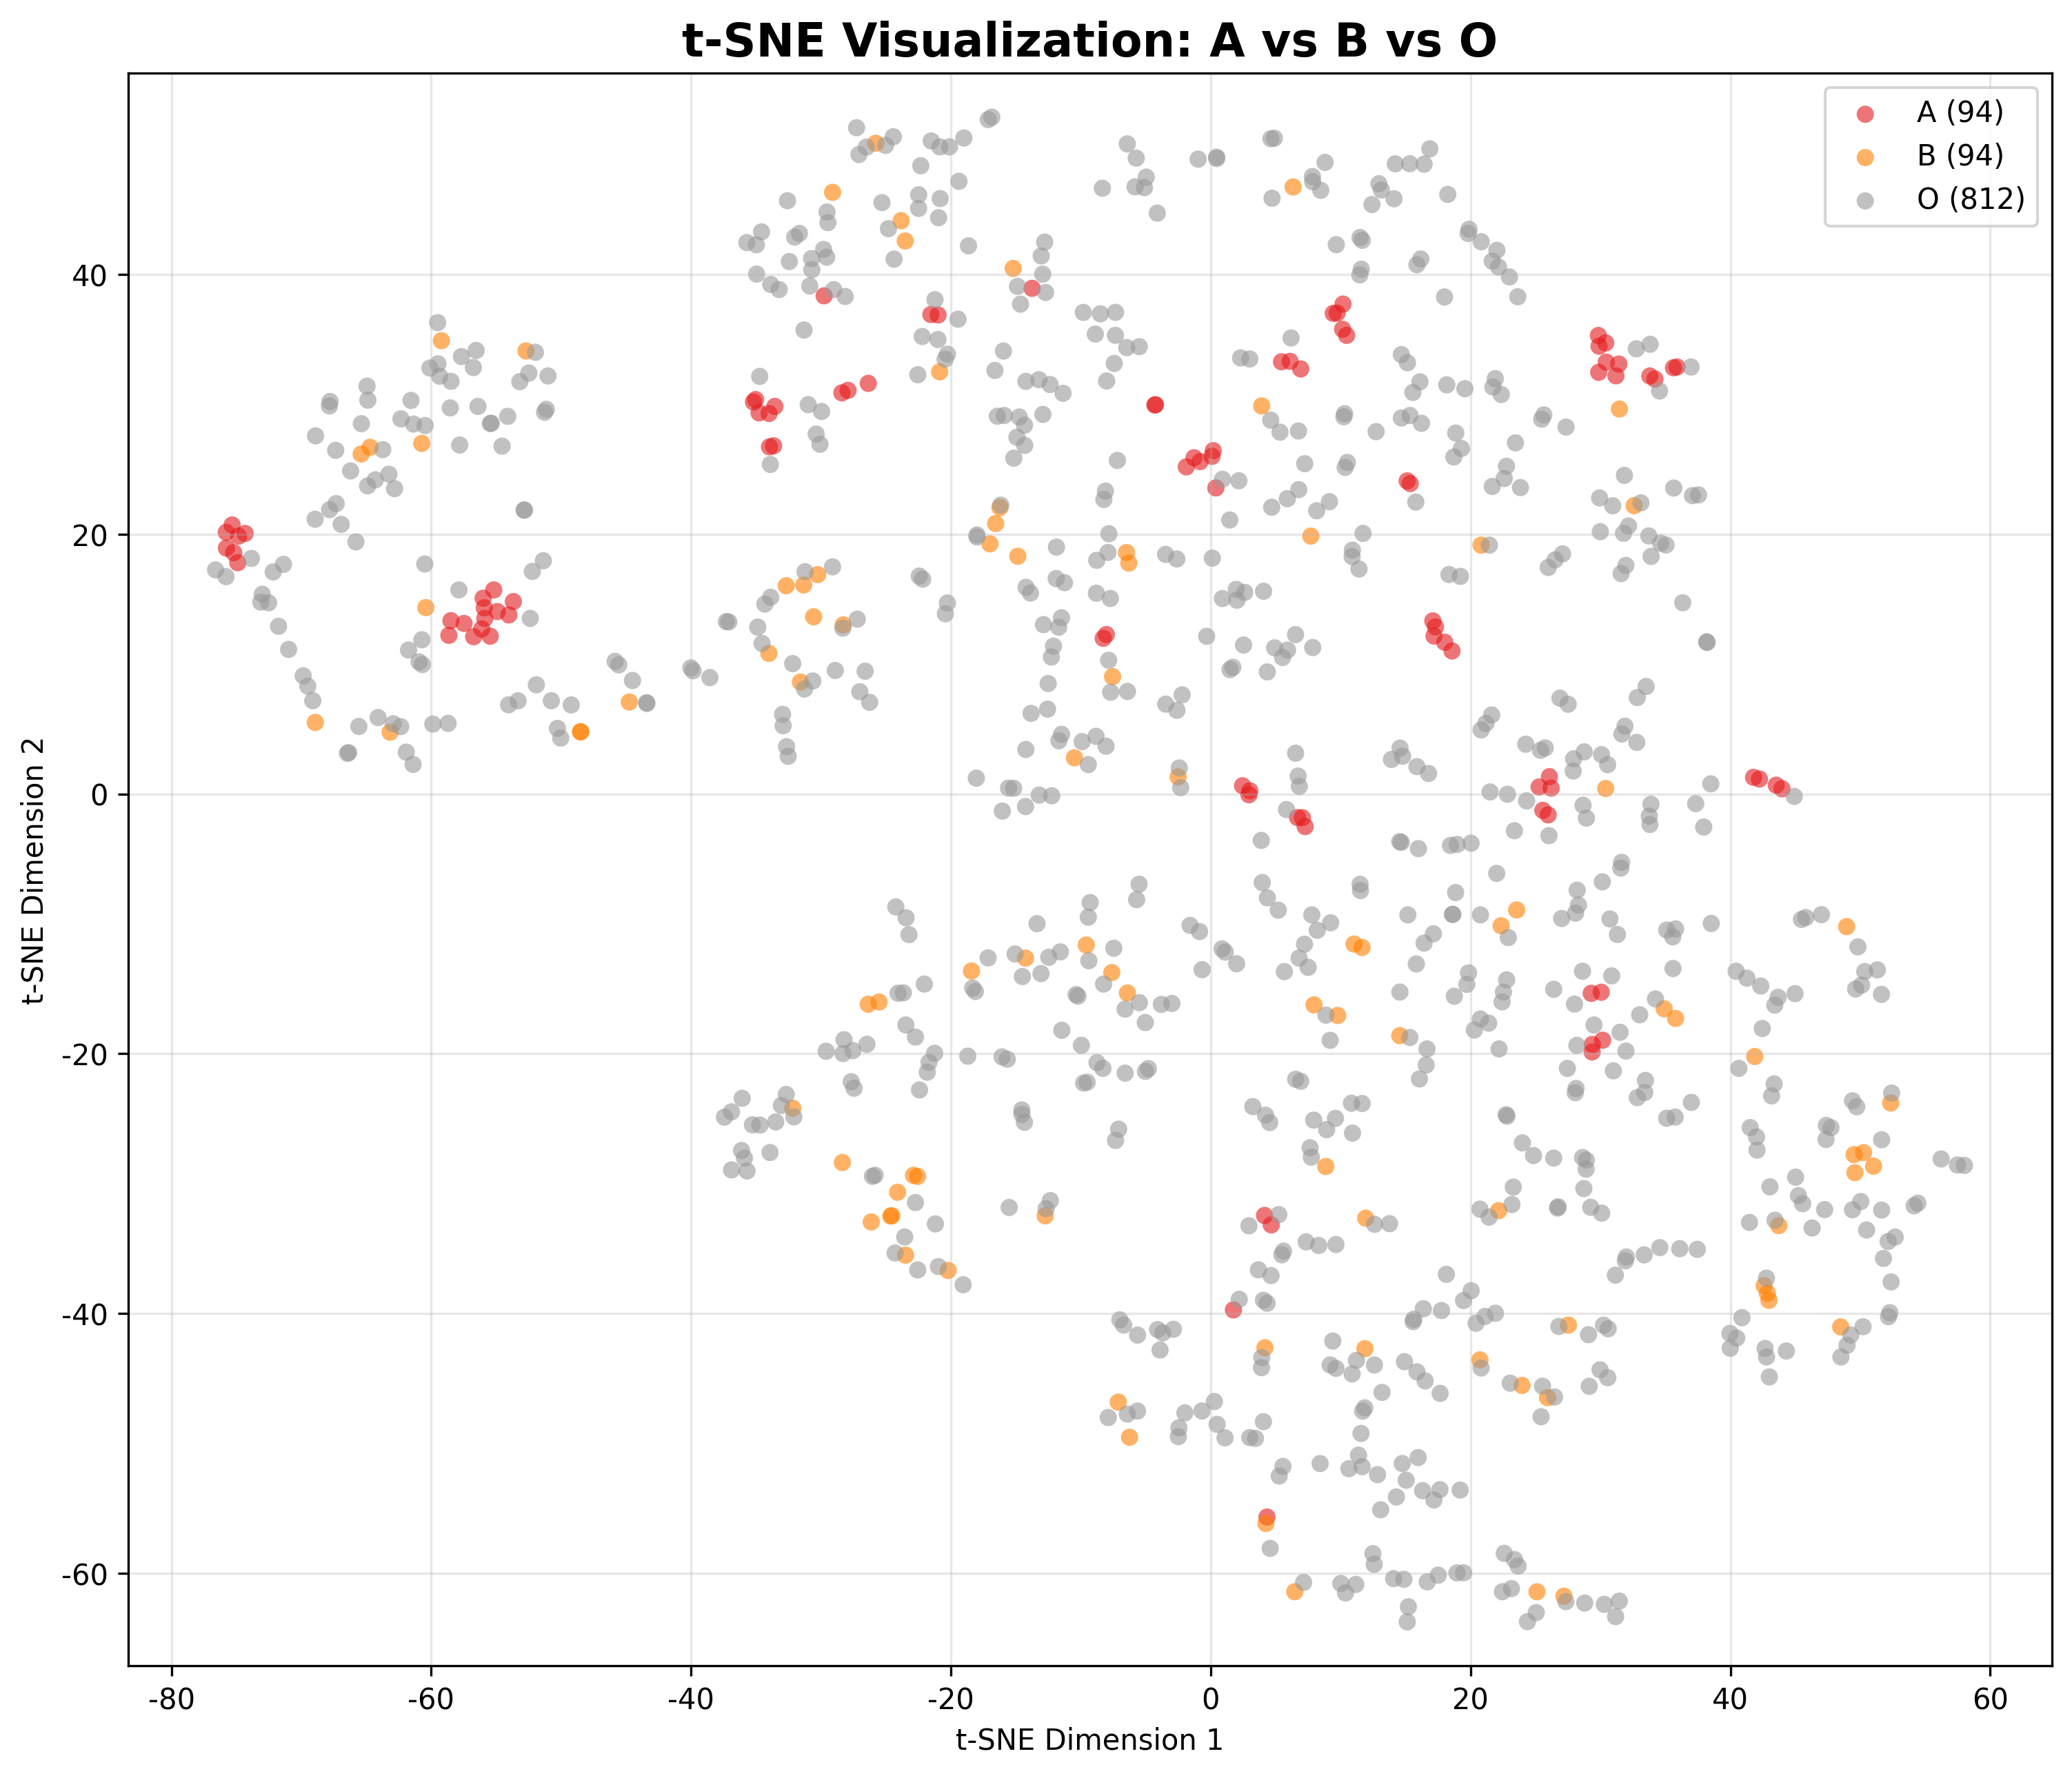 t-SNE Visualization: A vs B vs O
A (94)
B (94)
O (812)
40
20
0
-20
-40
-60
t-SNE Dimension 2
-80
-60
-40
-20
0
20
40
60
t-SNE Dimension 1